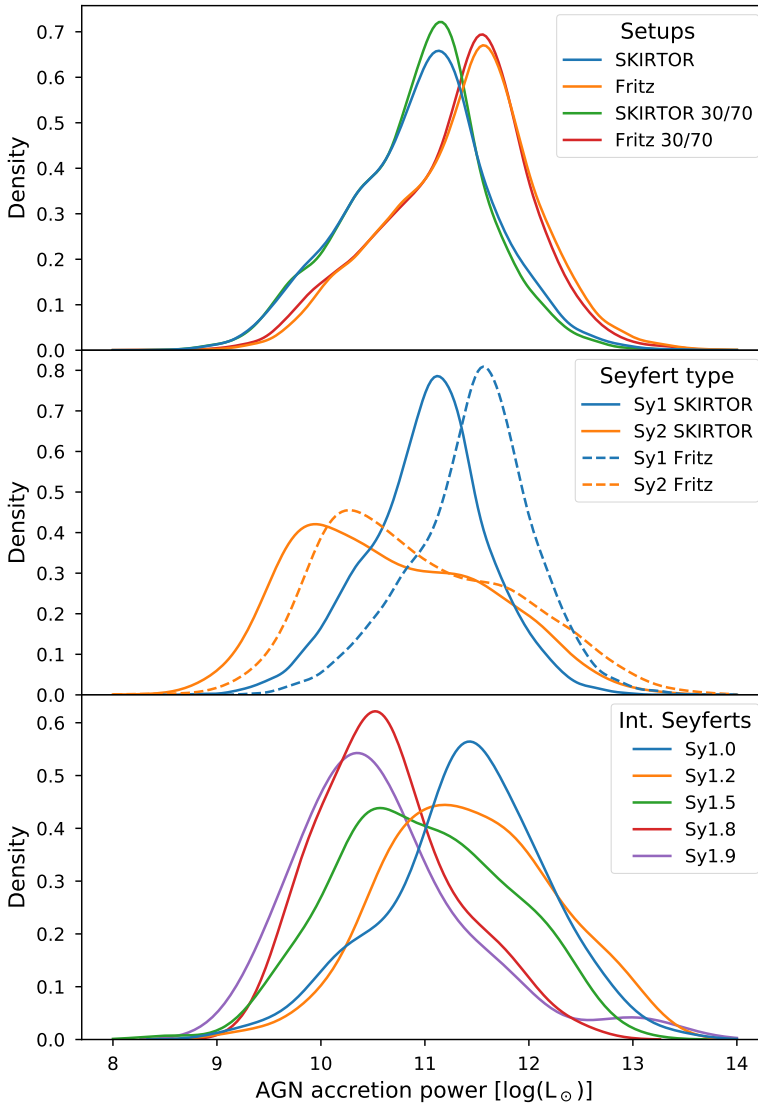 Density
0.7
0.6
0.5
0.4
0.3
0.2
0.1
0.0
Setups
SKIRTOR
Fritz
SKIRTOR 30/70
Fritz 30/70
Density
0.8
0.7
0.6
0.5
0.4
0.3
0.2
0.1
0.0
Seyfert type
Sy1 SKIRTOR
Sy2 SKIRTOR
Sy1 Fritz
Sy2 Fritz
Density
0.6
0.5
0.4
0.3
0.2
0.1
0.0
Int. Seyferts
Sy1.0
Sy1.2
Sy1.5
Sy1.8
Sy1.9
8 9 10 11 12 13 14
AGN accretion power [log(L⊙)]